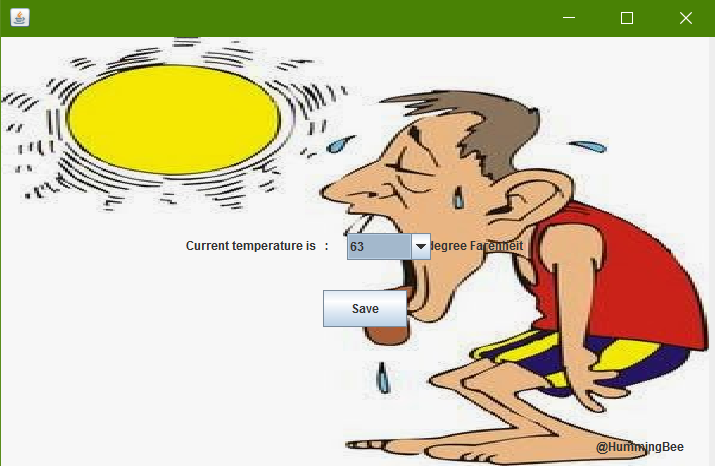 Current temperature is : 63 degree Farenheit
Save
@HummingBee